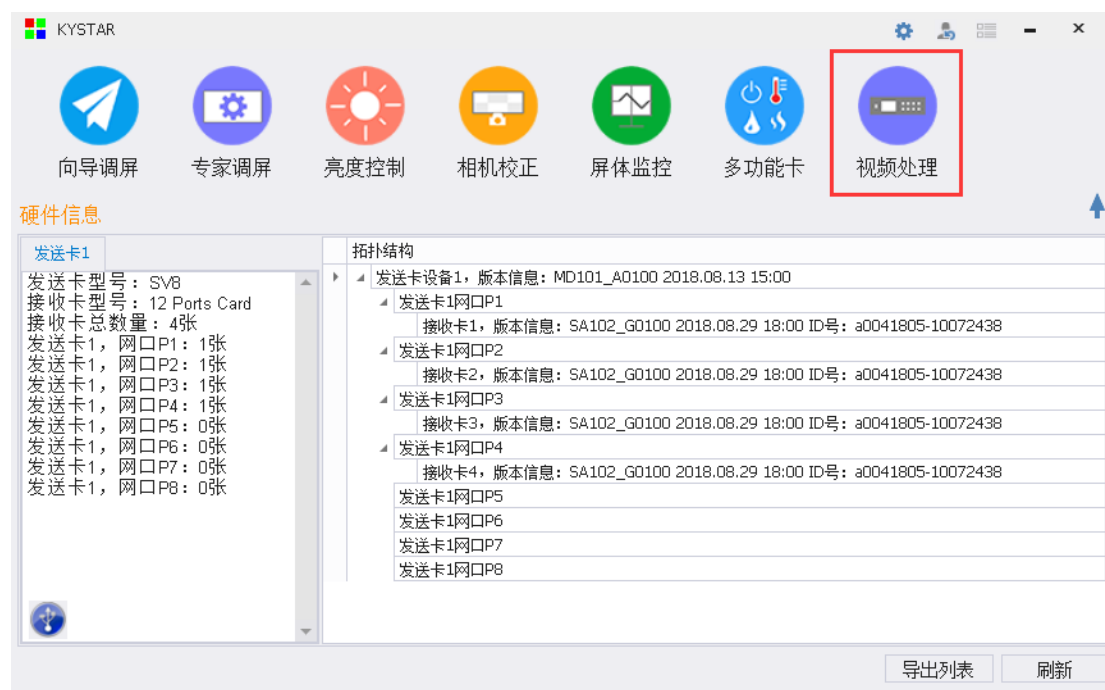 KYSTAR
向导调屏 专家调屏 亮度控制 相机校正 屏体监控 多功能卡 视频处理
硬件信息
发送卡1
发送卡型号: SV8
接收卡型号: 12 Ports Card
接收卡总数量: 4张
发送卡1, 网口P1: 1张
发送卡1, 网口P2: 1张
发送卡1, 网口P3: 1张
发送卡1, 网口P4: 1张
发送卡1, 网口P5: 0张
发送卡1, 网口P6: 0张
发送卡1, 网口P7: 0张
发送卡1, 网口P8: 0张
拓扑结构
发送卡设备1，版本信息：MD101_A0100 2018.08.13 15:00
发送卡1网口P1
接收卡1，版本信息：SA102_G0100 2018.08.29 18:00 ID号：a0041805-10072438
发送卡1网口P2
接收卡2，版本信息：SA102_G0100 2018.08.29 18:00 ID号：a0041805-10072438
发送卡1网口P3
接收卡3，版本信息：SA102_G0100 2018.08.29 18:00 ID号：a0041805-10072438
发送卡1网口P4
接收卡4，版本信息：SA102_G0100 2018.08.29 18:00 ID号：a0041805-10072438
发送卡1网口P5
发送卡1网口P6
发送卡1网口P7
发送卡1网口P8
导出列表 刷新